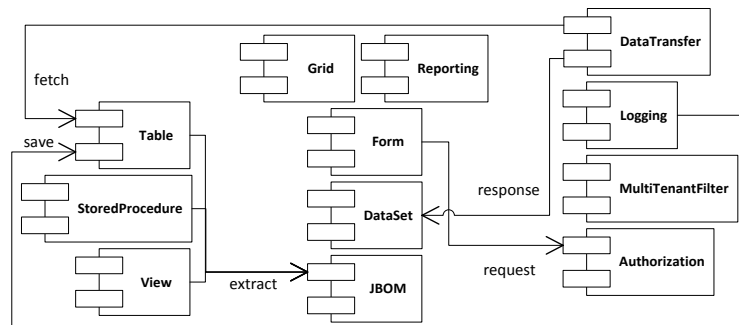 DataTransfer
Grid
Reporting
fetch
Table
Logging
save
Form
StoredProcedure
DataSet
response
MultiTenantFilter
View
extract
JBOM
request
Authorization